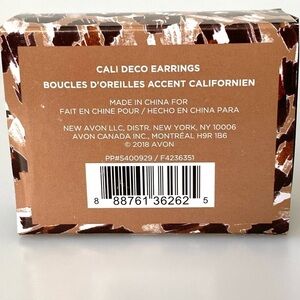 CALI DECO EARRINGS
BOUCLES D'OREILLES ACCENT CALIFORNIEN
MADE IN CHINA FOR
FAIT EN CHINE POUR / HECHO EN CHINA PARA
NEW AVON LLC, DISTR. NEW YORK, NY 10006
AVON CANADA INC., MONTRÉAL H9R 1B6
© 2018 AVON
PP#S400929 / F4236351
8 88761 36262 5